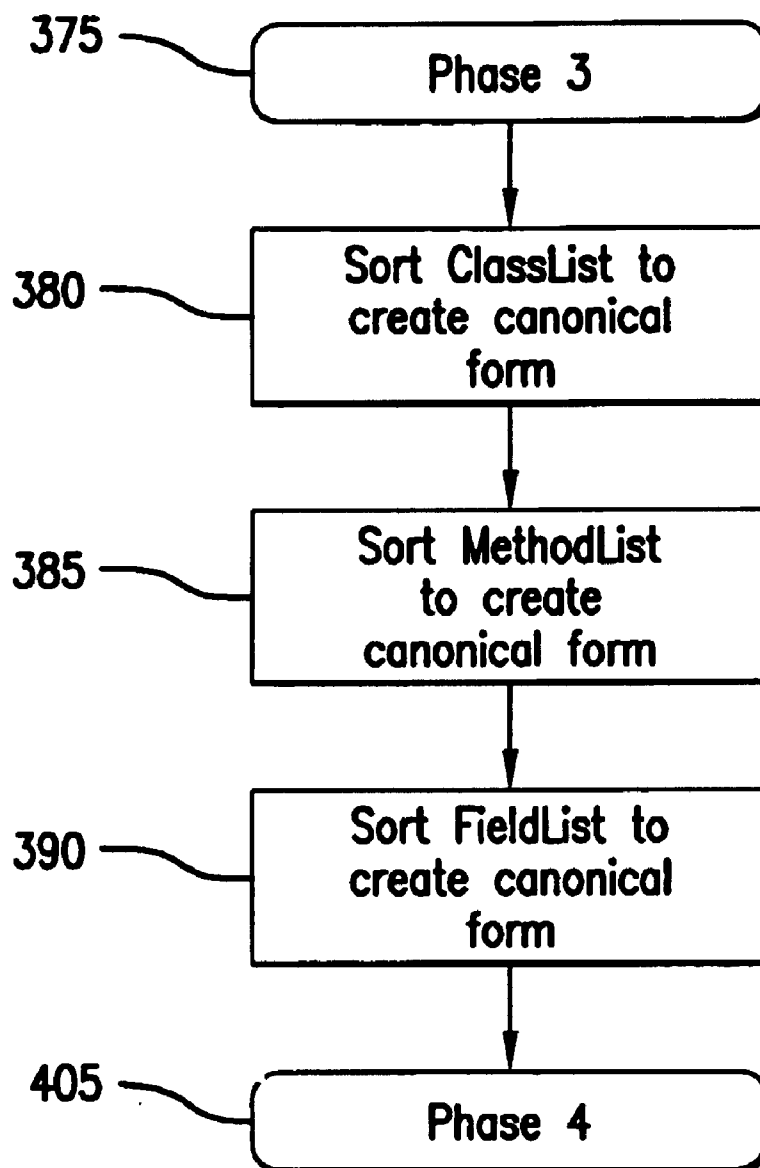 375
Phase 3
380
Sort ClassList to
create canonical
form
385
Sort MethodList
to create
canonical form
390
Sort FieldList to
create canonical
form
405
Phase 4